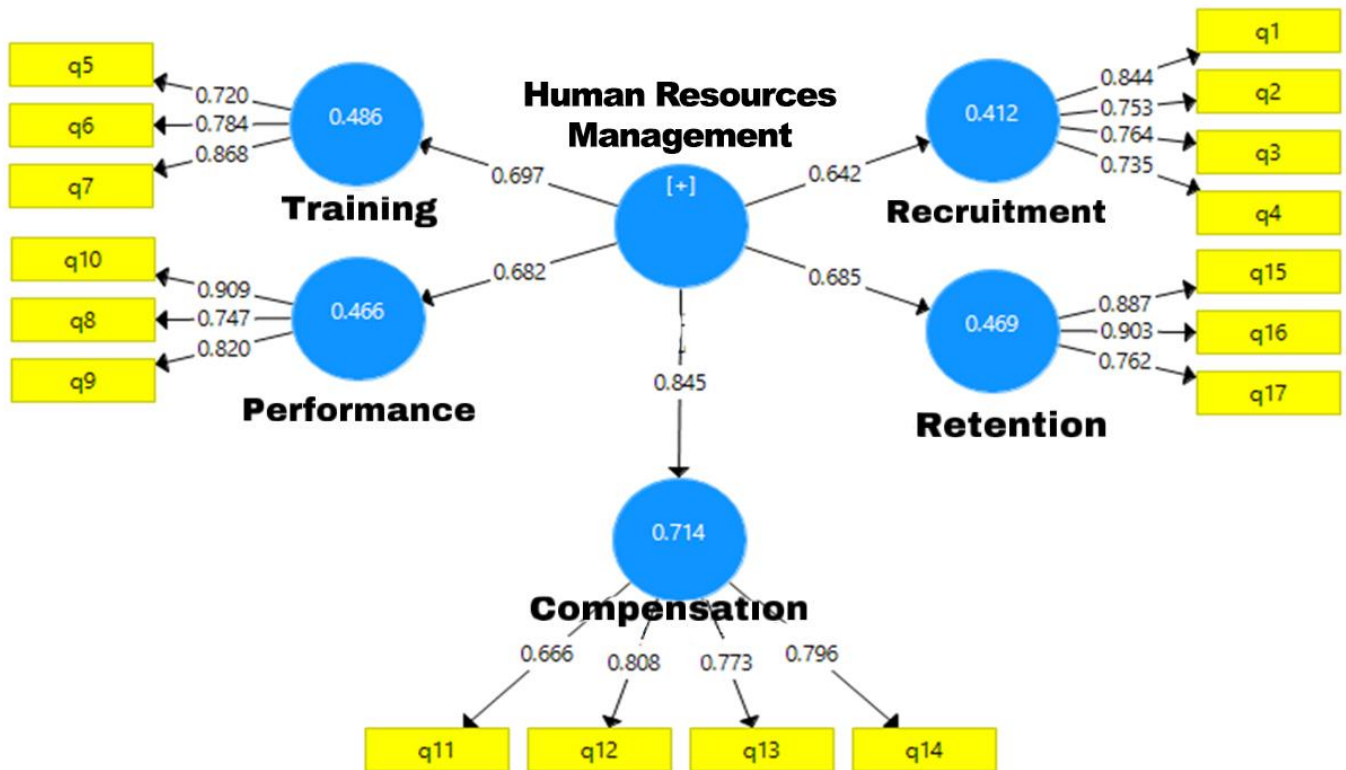 q1
q5
0.844
0.720
q2
q6
0.784
0.486
Human Resources
Management
0.412
0.753
0.764
q3
0.868
q7
0.697
[+]
0.642
0.735
Training
Recruitment
q4
q10
0.682
0.685
q15
0.909
0.887
q8
0.747
0.466
0.469
0.903
q16
0.820
0.762
q9
0.845
q17
Performance
Retention
0.714
Compensation
0.666
0.808
0.773
0.796
q11
q12
q13
q14